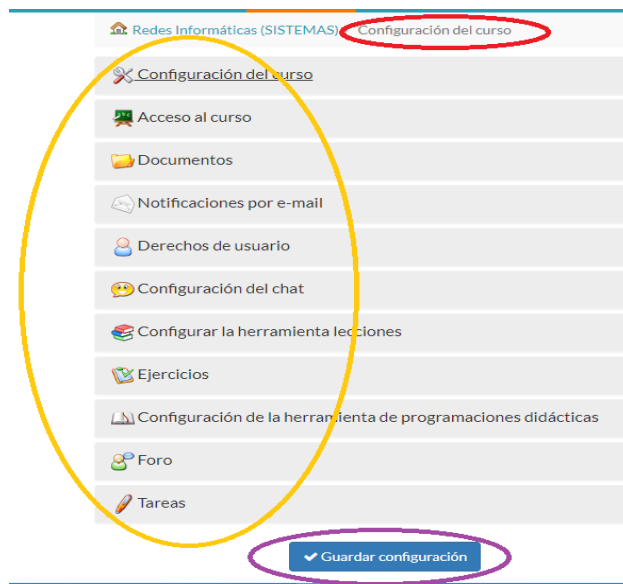 Redes Informáticas (SISTEMAS) Configuración del curso
Configuración del curso
Acceso al curso
Documentos
Notificaciones por e-mail
Derechos de usuario
Configuración del chat
Configurar la herramienta lecciones
Ejercicios
Configuración de la herramienta de programaciones didácticas
Foro
Tareas
Guardar configuración